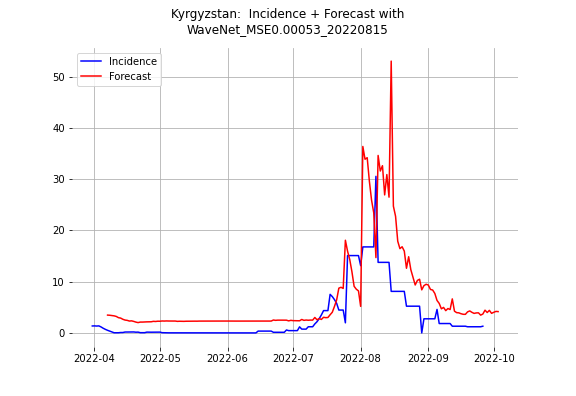 Kyrgyzstan:  Incidence + Forecast with
WaveNet_MSE0.00053_20220815
Incidence
Forecast
50
40
30
20
10
0
2022-04 2022-05 2022-06 2022-07 2022-08 2022-09 2022-10